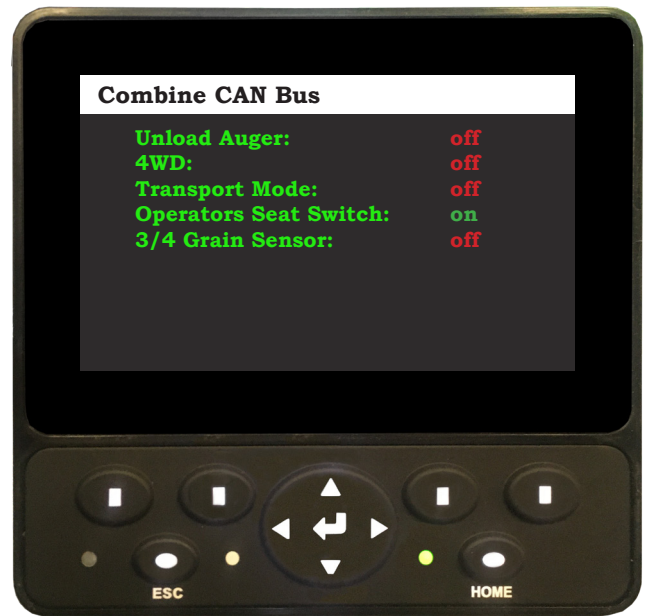 Combine CAN Bus
Unload Auger: off
4WD: off
Transport Mode: off
Operators Seat Switch: on
3/4 Grain Sensor: off
ESC HOME